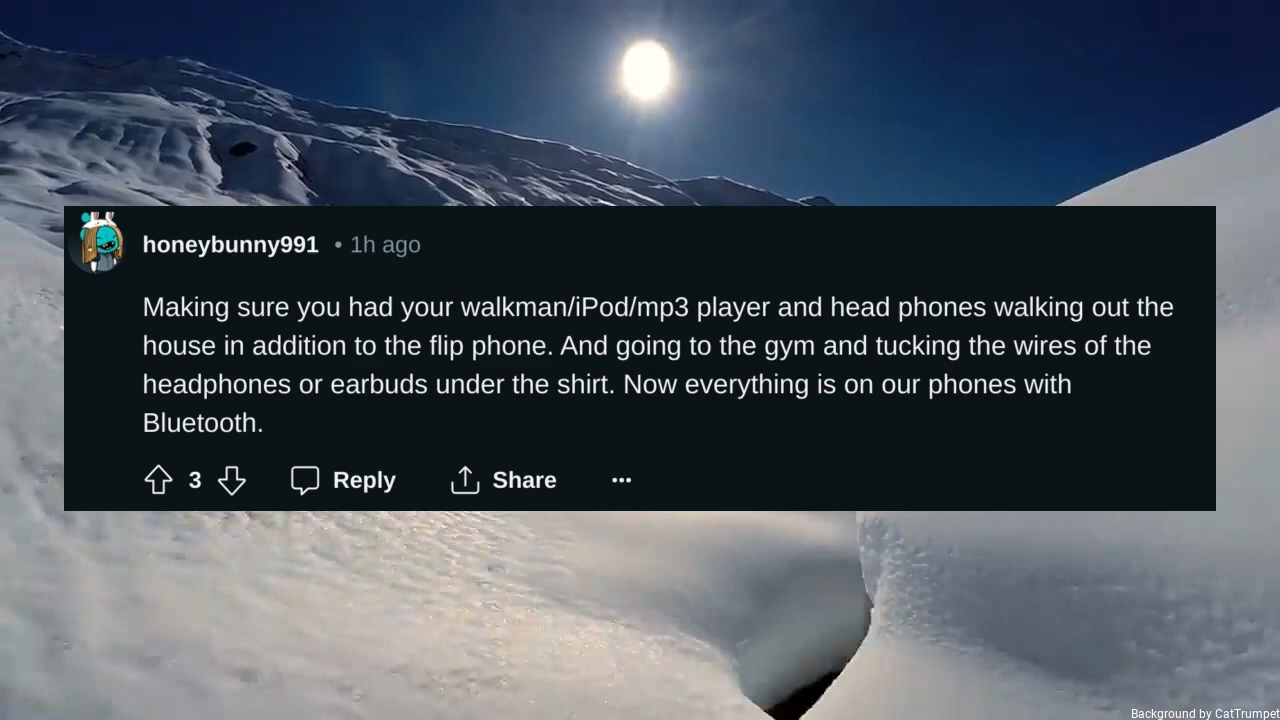 honeybunny991 • 1h ago
Making sure you had your walkman/iPod/mp3 player and head phones walking out the
house in addition to the flip phone. And going to the gym and tucking the wires of the
headphones or earbuds under the shirt. Now everything is on our phones with
Bluetooth.
3 Reply Share ...
Background by CatTrumpet